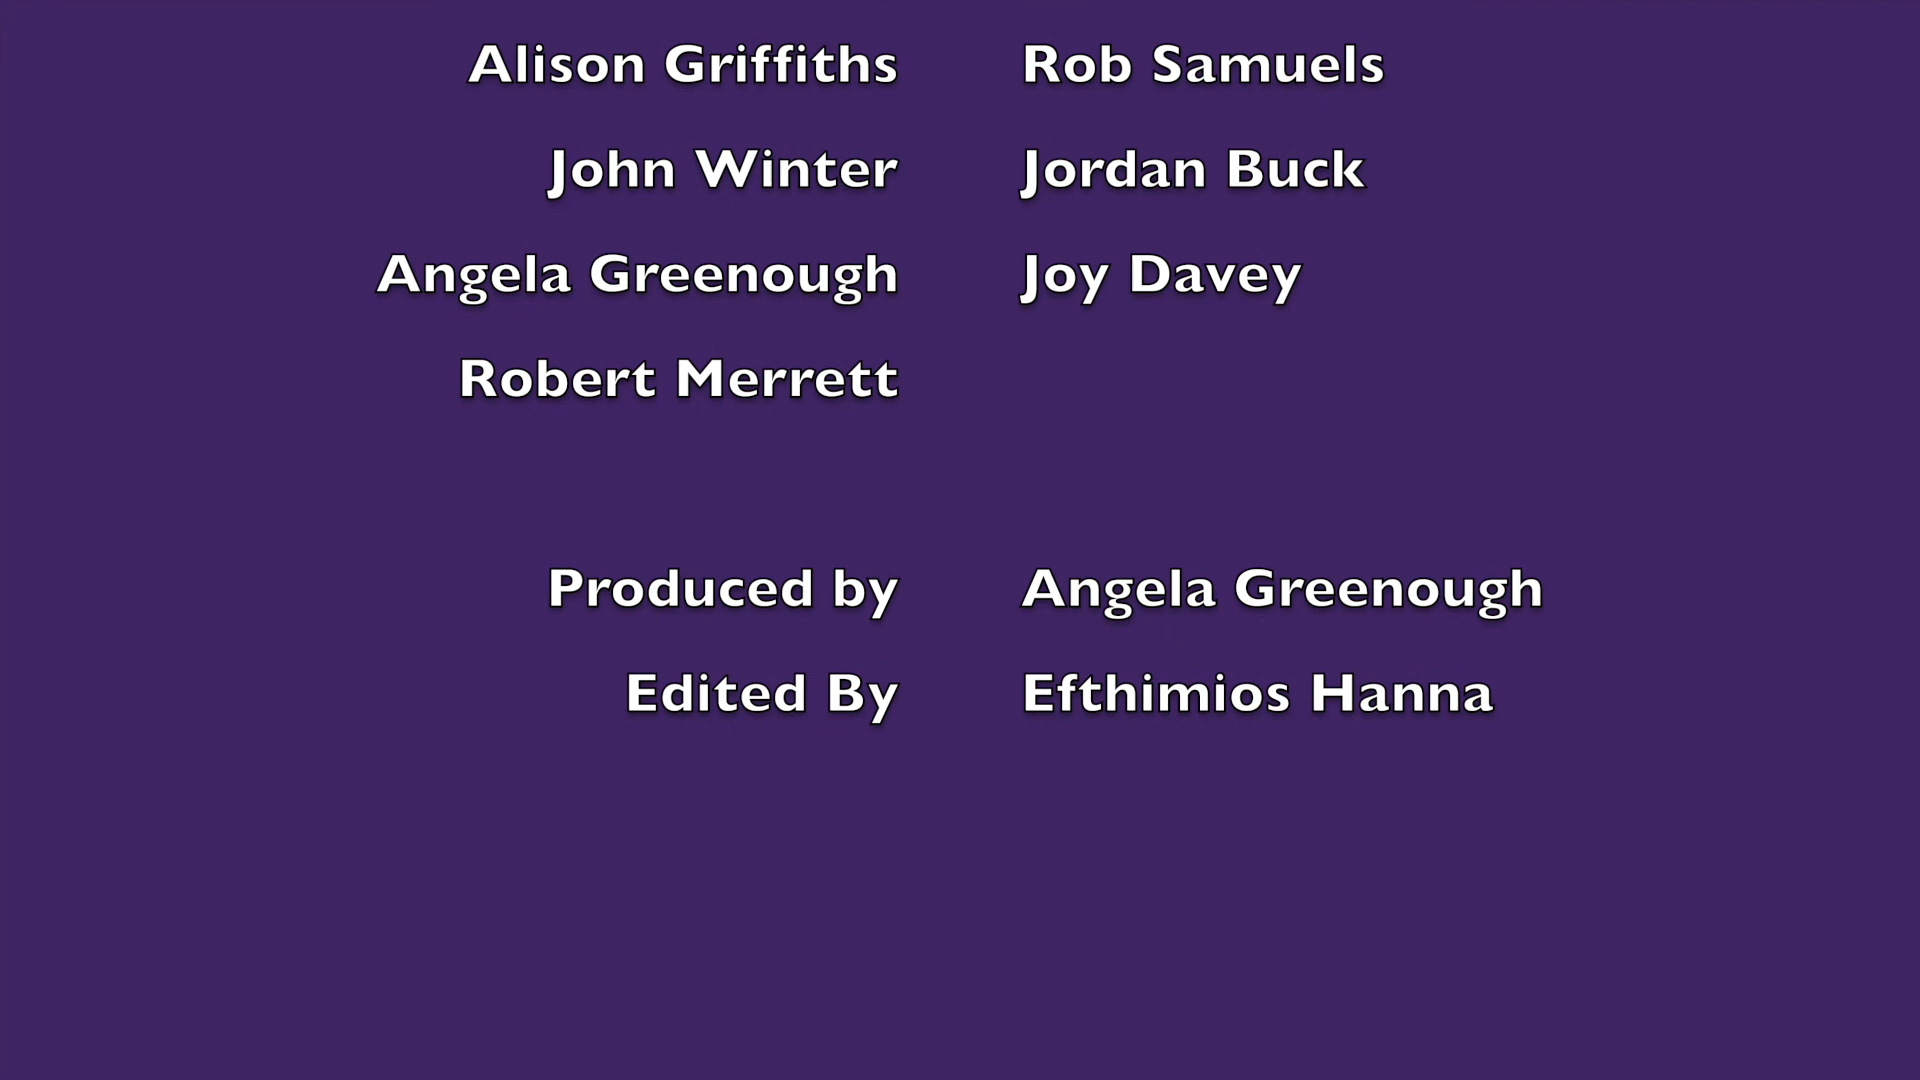 Alison Griffiths Rob Samuels
John Winter Jordan Buck
Angela Greenough Joy Davey
Robert Merrett
Produced by Angela Greenough
Edited By Efthimios Hanna